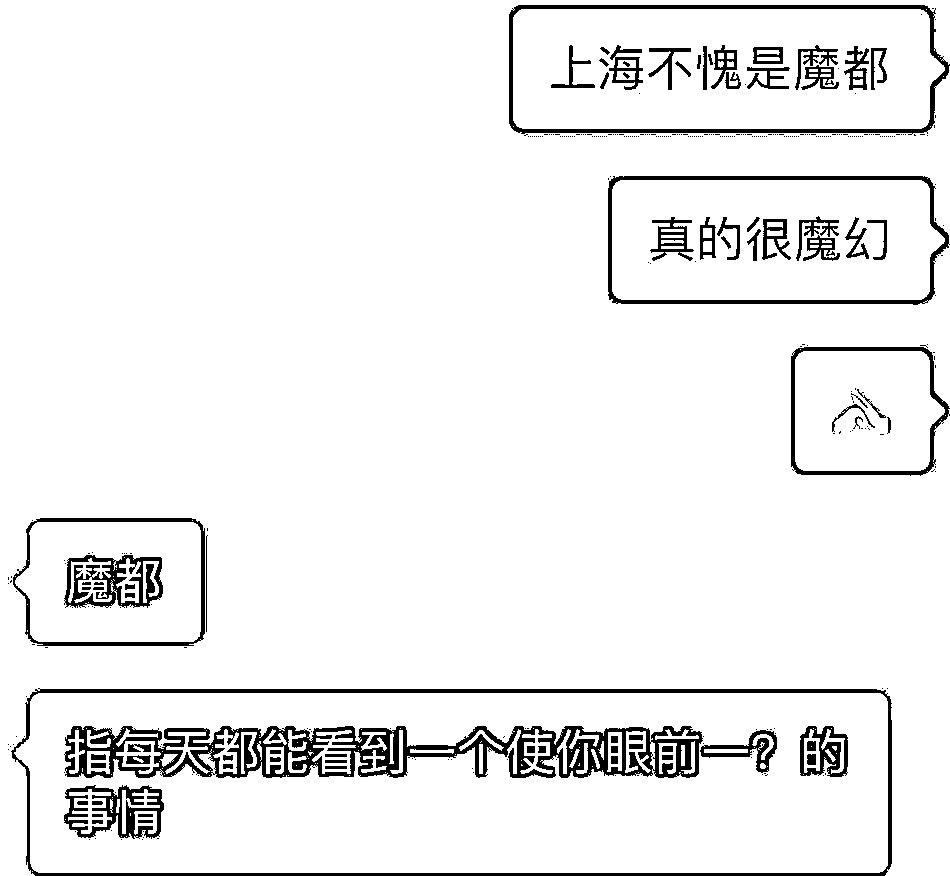 上海不愧是魔都
真的很魔幻
魔都
指每天都能看到一个使你眼前一？的
事情